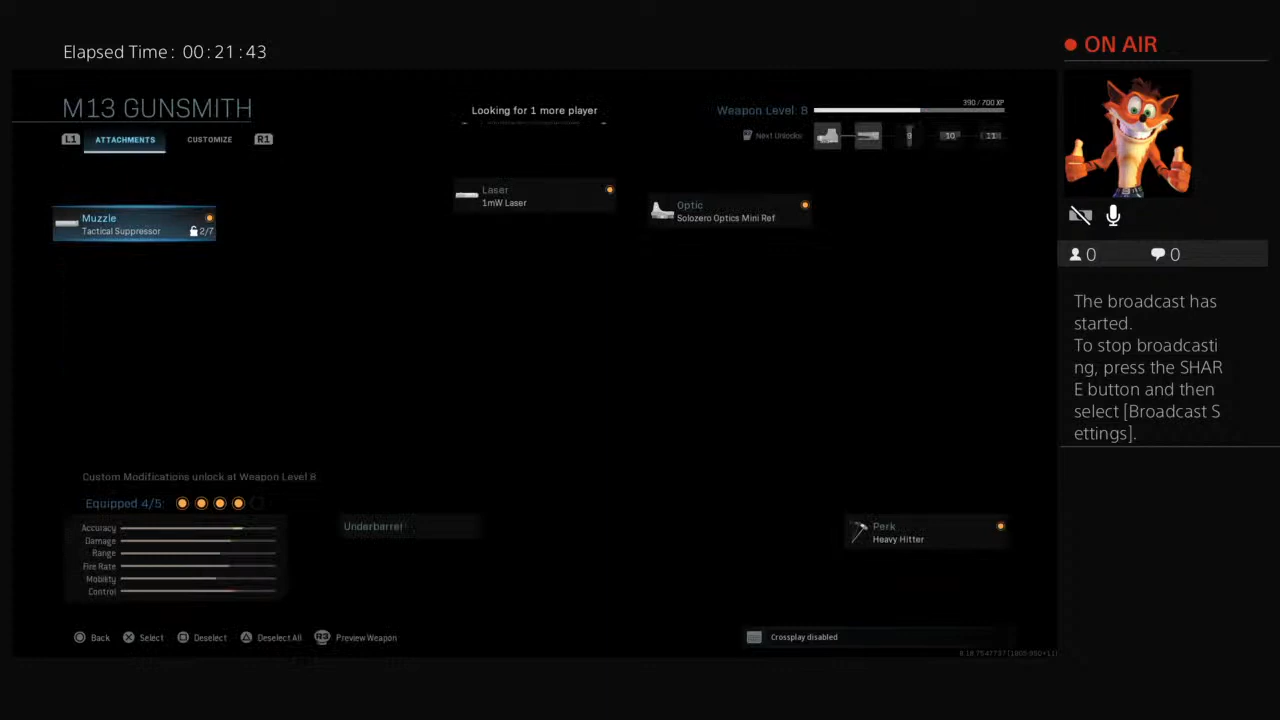 Elapsed Time: 00:21:43
ON AIR
M13 GUNSMITH
Looking for 1 more player
Weapon Level: 8
390 / 700 XP
L1 ATTACHMENTS CUSTOMIZE R1
Next Unlocks:
9 10 11
Laser
1mW Laser
Optic
Solozero Optics Mini Ref
Muzzle
Tactical Suppressor 2/7
0 0
The broadcast has
started.
To stop broadcasti
ng, press the SHAR
E button and then
select [Broadcast S
ettings].
Custom Modifications unlock at Weapon Level 8
Equipped 4/5:
Accuracy
Damage
Range
Fire Rate
Mobility
Control
Underbarrel
Perk
Heavy Hitter
Back Select Deselect Deselect All R3 Preview Weapon
Crossplay disabled